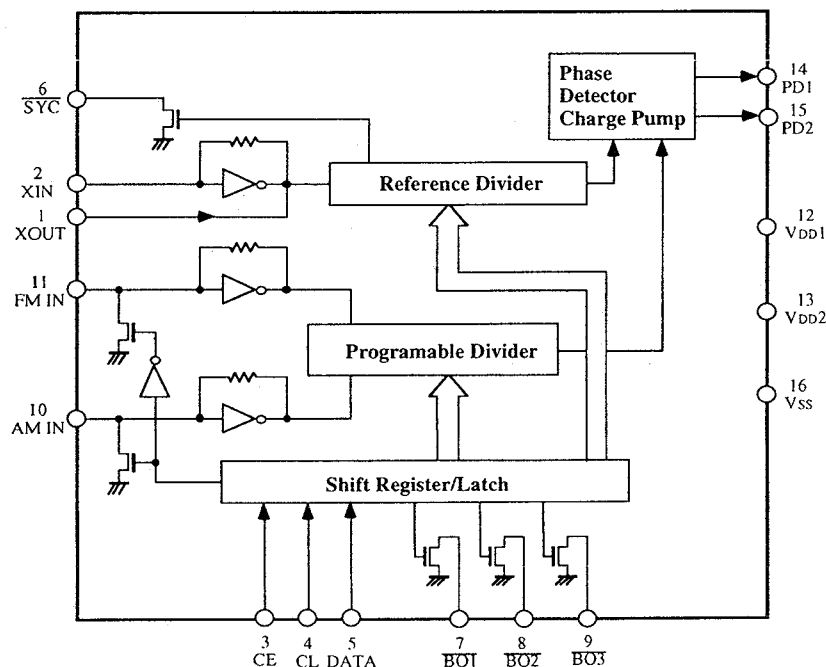 6
SYC
2
XIN
1
XOUT
11
FM IN
10
AM IN
Phase
Detector
Charge Pump
Reference Divider
Programable Divider
Shift Register/Latch
14
PD1
15
PD2
12
VDD1
13
VDD2
16
VSS
3
CE
4
CL
5
DATA
7
BO1
8
BO2
9
BO3